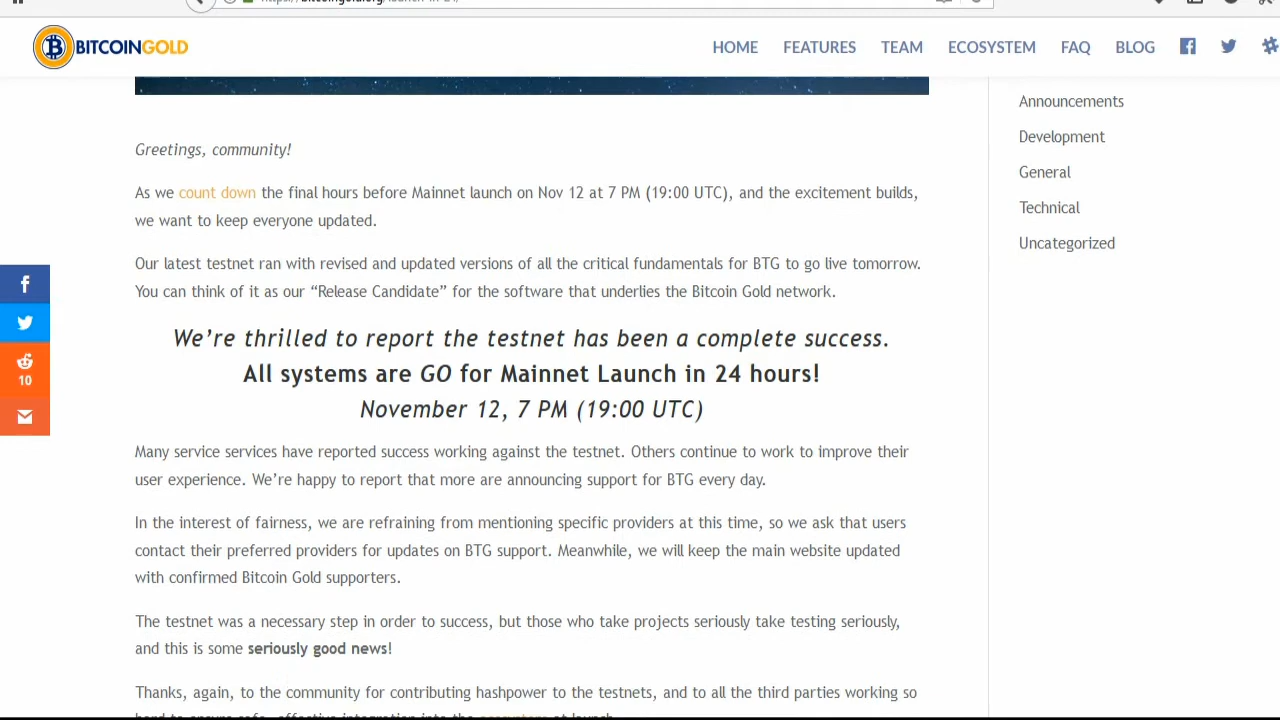 BITCOINGOLD
HOME FEATURES TEAM ECOSYSTEM FAQ BLOG
Greetings, community!
As we count down the final hours before Mainnet launch on Nov 12 at 7 PM (19:00 UTC), and the excitement builds,
we want to keep everyone updated.
Our latest testnet ran with revised and updated versions of all the critical fundamentals for BTG to go live tomorrow.
You can think of it as our “Release Candidate” for the software that underlies the Bitcoin Gold network.
We’re thrilled to report the testnet has been a complete success.
All systems are GO for Mainnet Launch in 24 hours!
November 12, 7 PM (19:00 UTC)
Many service services have reported success working against the testnet. Others continue to work to improve their
user experience. We’re happy to report that more are announcing support for BTG every day.
In the interest of fairness, we are refraining from mentioning specific providers at this time, so we ask that users
contact their preferred providers for updates on BTG support. Meanwhile, we will keep the main website updated
with confirmed Bitcoin Gold supporters.
The testnet was a necessary step in order to success, but those who take projects seriously take testing seriously,
and this is some seriously good news!
Thanks, again, to the community for contributing hashpower to the testnets, and to all the third parties working so
Announcements
Development
General
Technical
Uncategorized
10